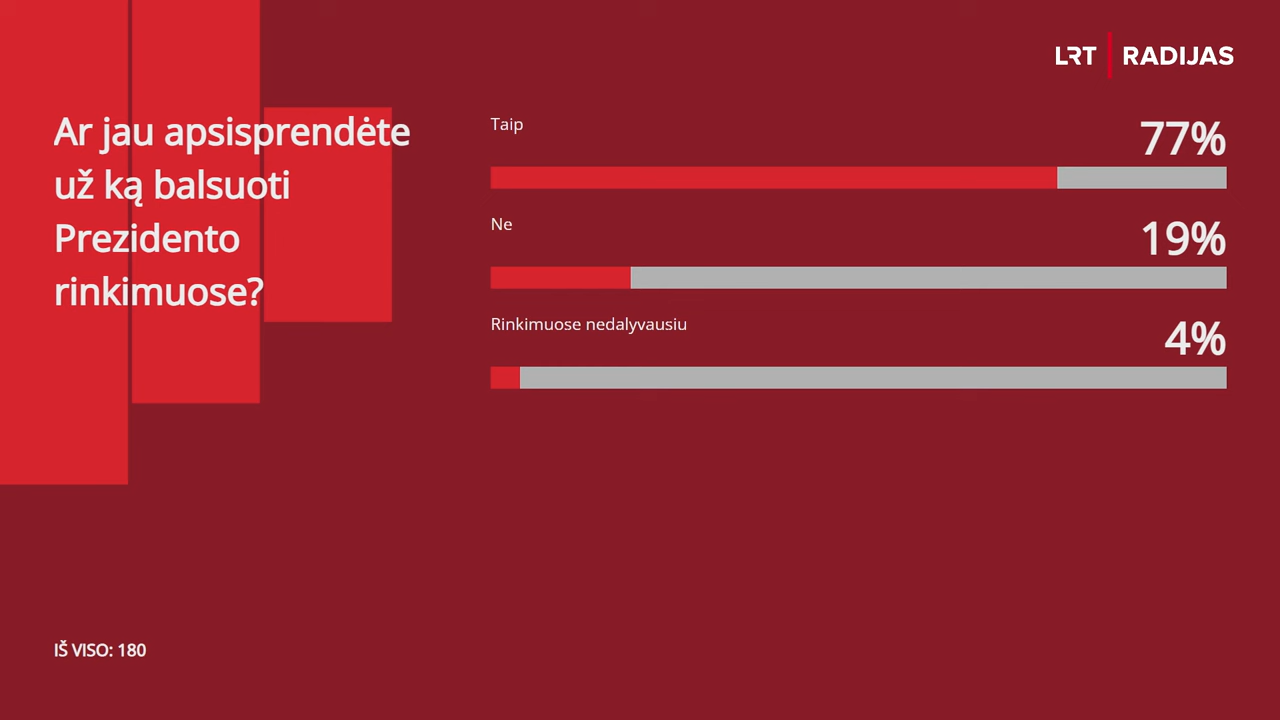 LRT RADIJAS
Ar jau apsisprendėte
už ką balsuoti
Prezidento
rinkimuose?
Taip
77%
Ne
19%
Rinkimuose nedalyvausiu
4%
IŠ VISO: 180